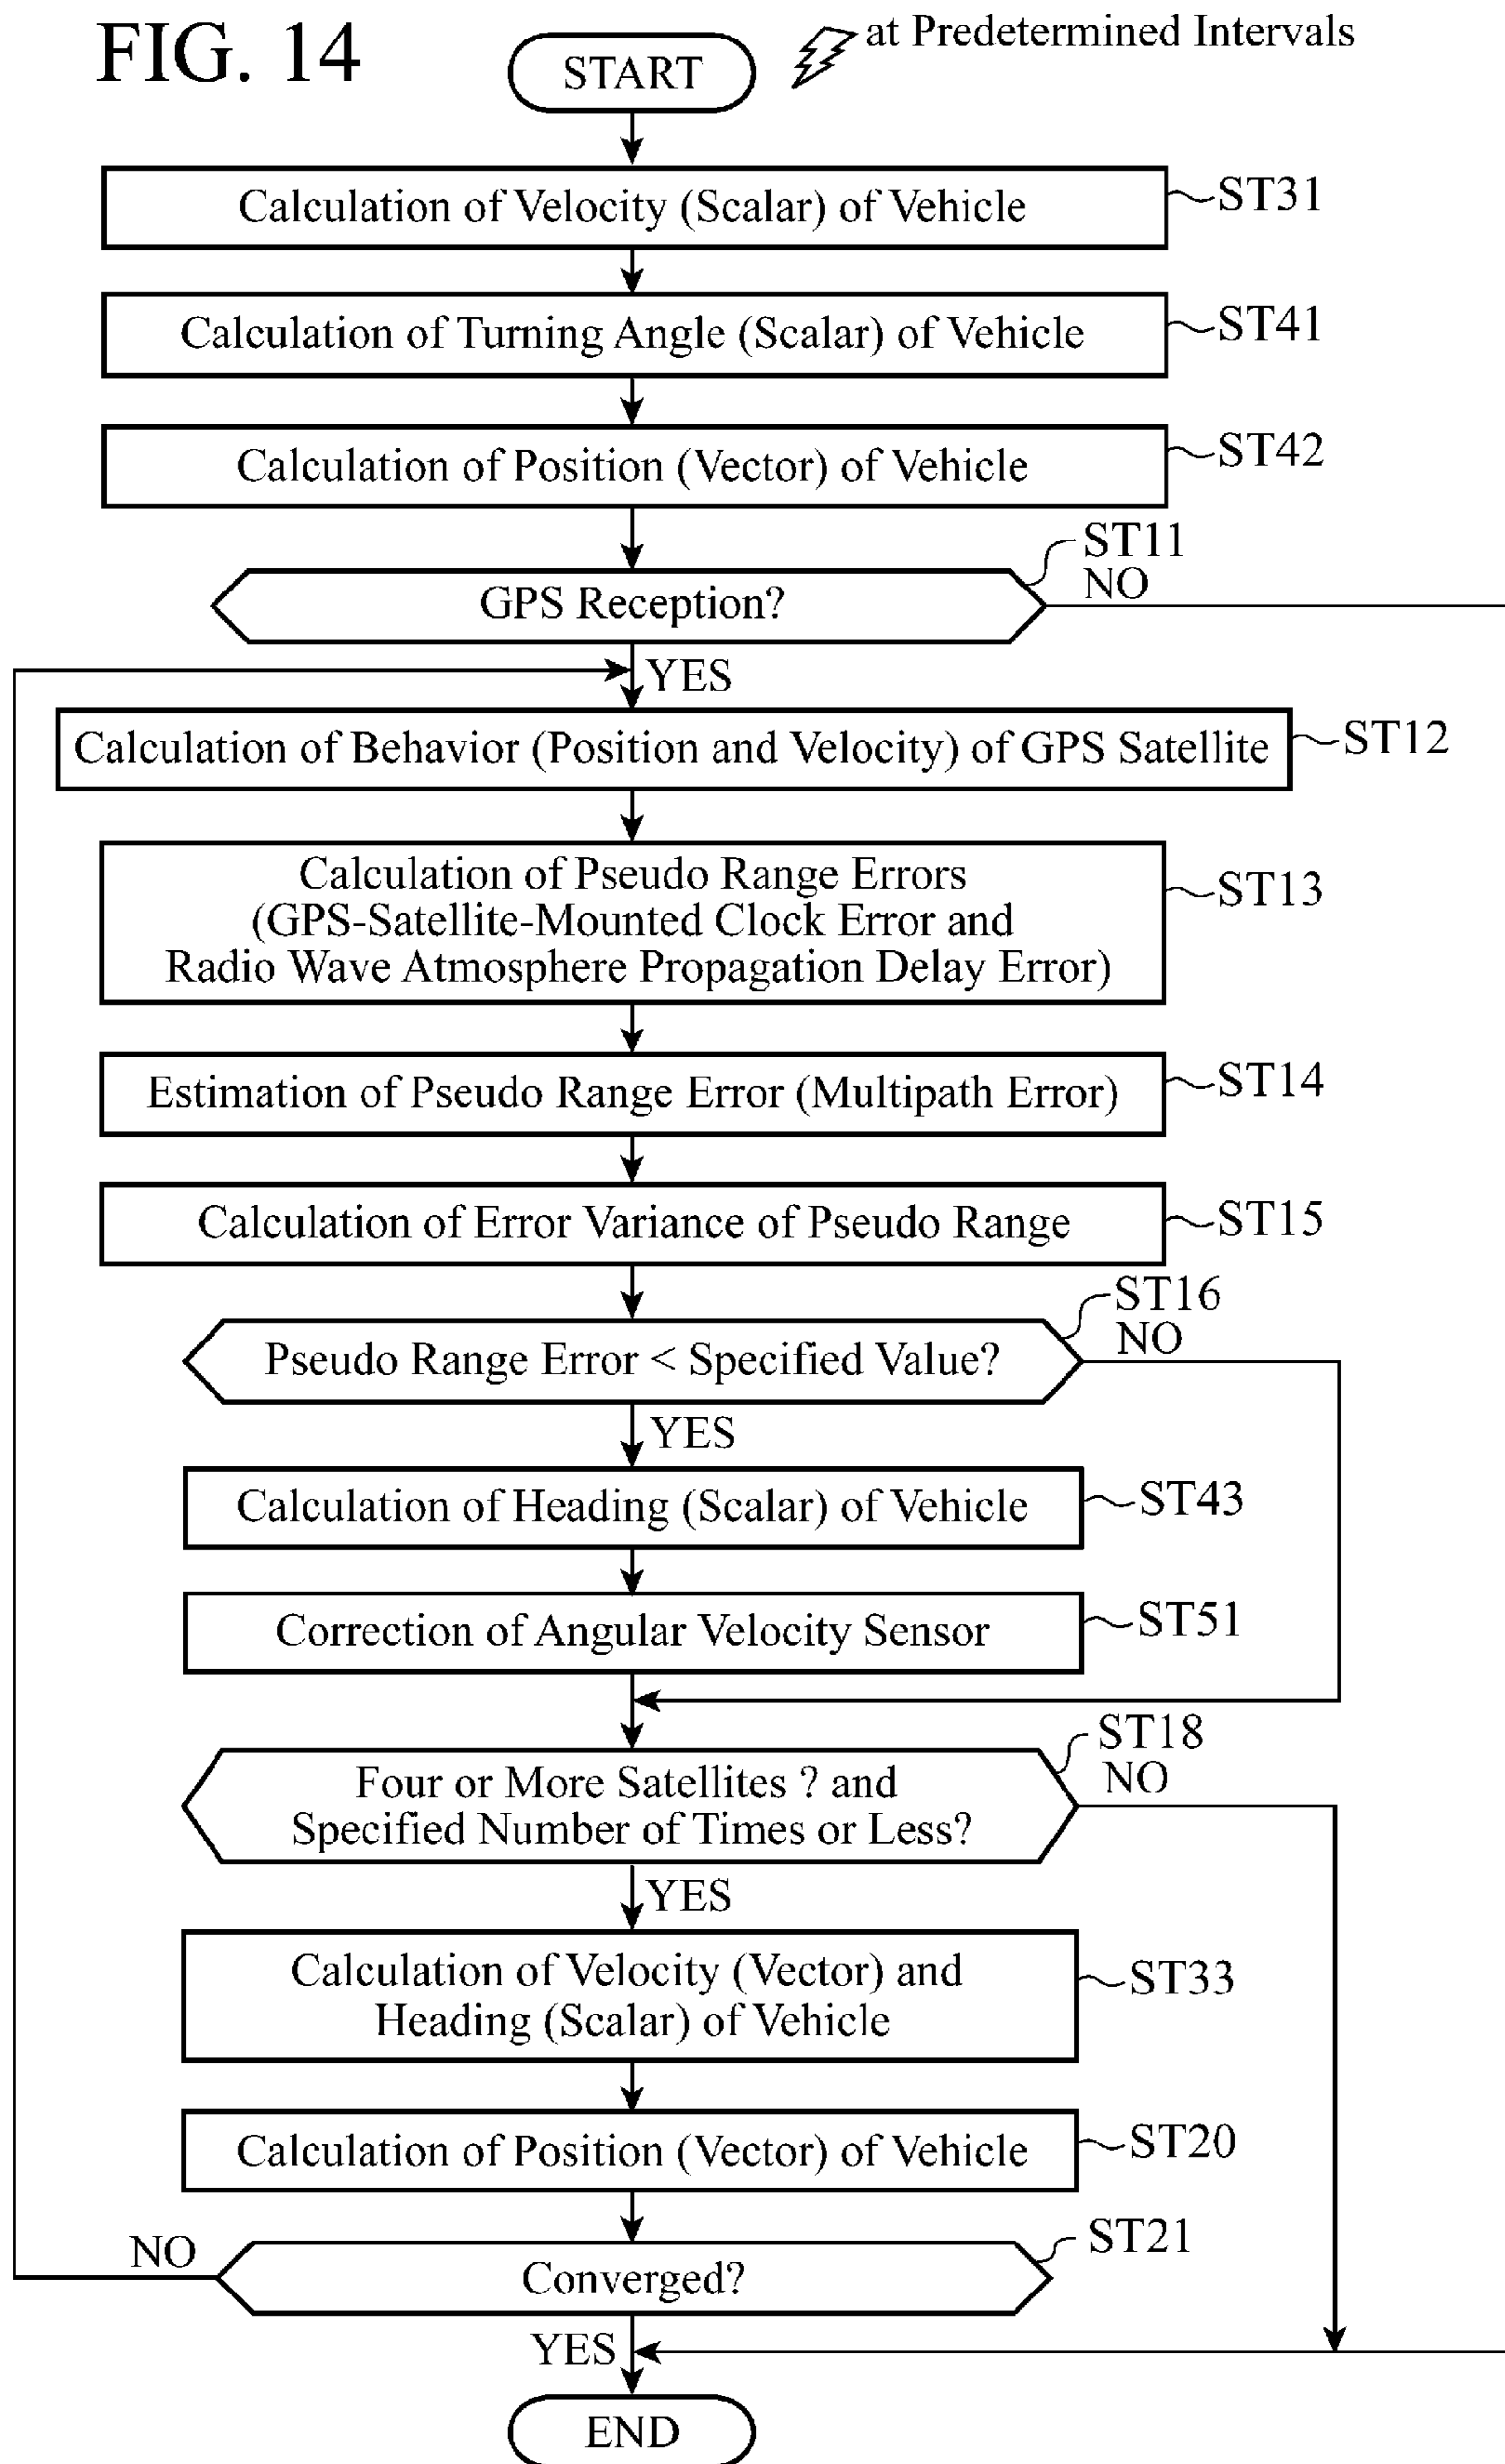 FIG. 14
START
at Predetermined Intervals
Calculation of Velocity (Scalar) of Vehicle
ST31
Calculation of Turning Angle (Scalar) of Vehicle
ST41
Calculation of Position (Vector) of Vehicle
ST42
ST11
NO
GPS Reception?
YES
Calculation of Behavior (Position and Velocity) of GPS Satellite
ST12
Calculation of Pseudo Range Errors
(GPS-Satellite-Mounted Clock Error and
Radio Wave Atmosphere Propagation Delay Error)
ST13
Estimation of Pseudo Range Error (Multipath Error)
ST14
Calculation of Error Variance of Pseudo Range
ST15
ST16
NO
Pseudo Range Error < Specified Value?
YES
Calculation of Heading (Scalar) of Vehicle
ST43
Correction of Angular Velocity Sensor
ST51
ST18
NO
Four or More Satellites ? and
Specified Number of Times or Less?
YES
Calculation of Velocity (Vector) and
Heading (Scalar) of Vehicle
ST33
Calculation of Position (Vector) of Vehicle
ST20
ST21
NO
Converged?
YES
END